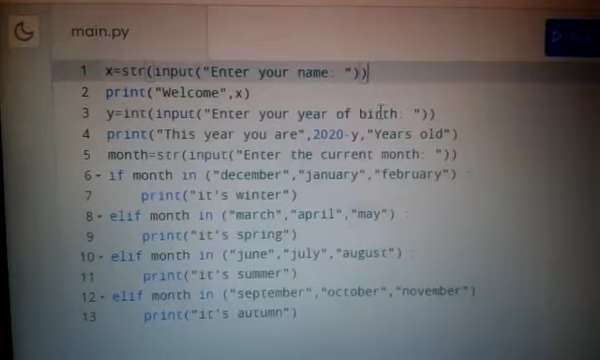 main.py
1 x=str(input("Enter your name: "))
2 print("Welcome",x)
3 y=int(input("Enter your year of birth: "))
4 print("This year you are",2020-y,"Years old")
5 month=str(input("Enter the current month: "))
6 if month in ("december","january","february") :
7 print("it's winter")
8 elif month in ("march","april","may") :
9 print("it's spring")
10 elif month in ("june","july","august") :
11 print("it's summer")
12 elif month in ("september","october","november") :
13 print("it's autumn")